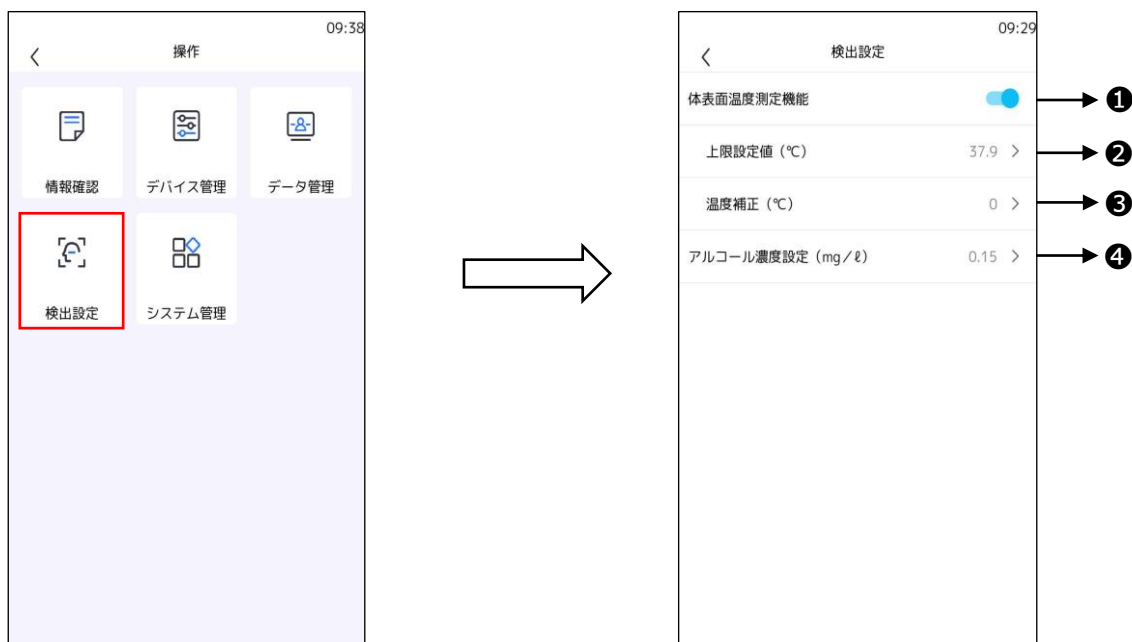 09:38
操作
情報確認
デバイス管理
データ管理
検出設定
システム管理
09:29
検出設定
体表面温度測定機能
❶
上限設定値（℃） 37.9
❷
温度補正（℃） 0
❸
アルコール濃度設定（mg／ℓ） 0.15
❹